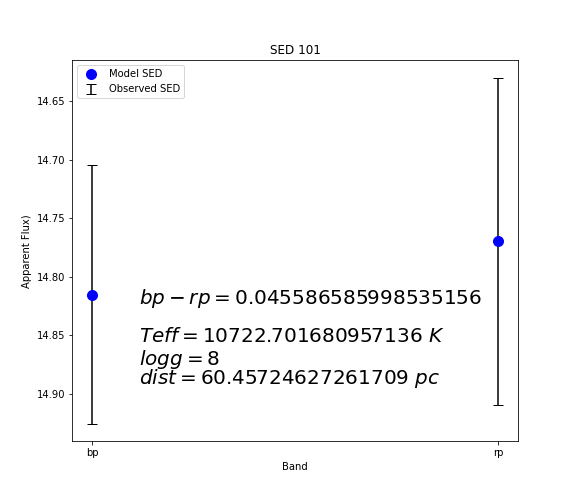 SED 101
Model SED
Observed SED
14.65
14.70
14.75
14.80
14.85
14.90
Apparent Flux)
bp − rp = 0.045586585998535156
Teff = 10722.701680957136 K
logg = 8
dist = 60.45724627261709 pc
bp
rp
Band